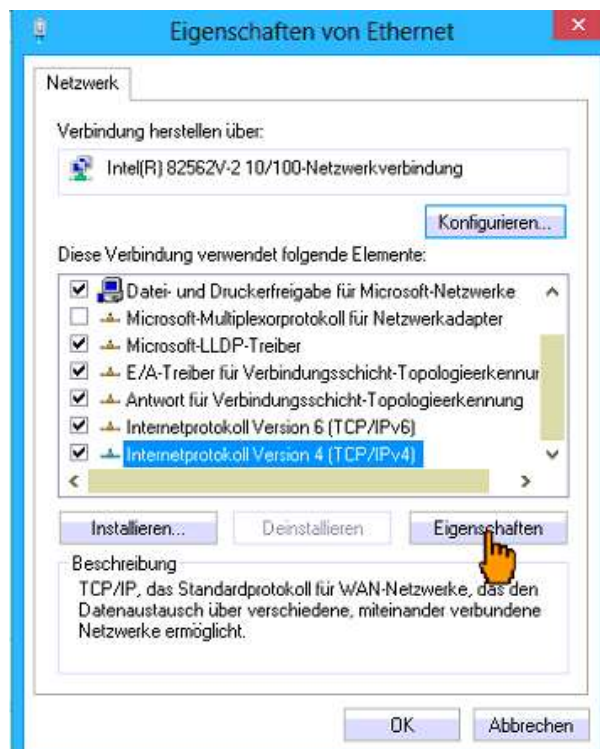 Eigenschaften von Ethernet
Netzwerk
Verbindung herstellen über:
Intel(R) 82562V-2 10/100-Netzwerkverbindung
Konfigurieren...
Diese Verbindung verwendet folgende Elemente:
Datei- und Druckerfreigabe für Microsoft-Netzwerke
Microsoft-Multiplexorprotokoll für Netzwerkadapter
Microsoft-LLDP-Treiber
E/A-Treiber für Verbindungsschicht-Topologieerkennur
Antwort für Verbindungsschicht-Topologieerkennung
Internetprotokoll Version 6 (TCP/IPv6)
Internetprotokoll Version 4 (TCP/IPv4)
Installieren... Deinstallieren Eigenschaften
Beschreibung
TCP/IP, das Standardprotokoll für WAN-Netzwerke, das den
Datenaustausch über verschiedene, miteinander verbundene
Netzwerke ermöglicht.
OK Abbrechen